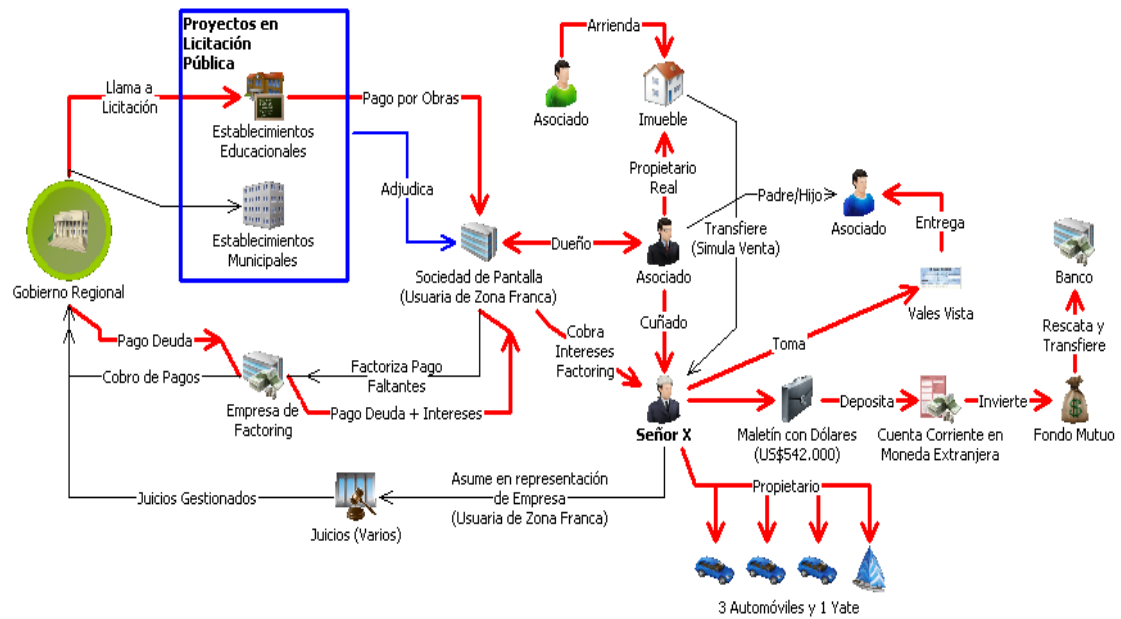 Proyectos en
Licitación
Pública
Arrienda
Llama a
Licitación
Pago por Obras
Establecimientos
Educacionales
Asociado
Imueble
Adjudica
Propietario
Real
Padre/Hijo
Establecimientos
Municipales
Transfiere
(Simula Venta)
Asociado
Entrega
Dueño
Gobierno Regional
Sociedad de Pantalla
(Usuaria de Zona Franca)
Asociado
Banco
Vales Vista
Pago Deuda
Cobra
Intereses
Factoring
Cuñado
Toma
Rescata y
Transfiere
Cobro de Pagos
Factoriza Pago
Faltantes
Empresa de
Factoring
Pago Deuda + Intereses
Deposita
Invierte
Señor X
Maletín con Dólares
(US$542.000)
Cuenta Corriente en
Moneda Extranjera
Fondo Mutuo
Juicios Gestionados
Asume en representación
de Empresa
(Usuaria de Zona Franca)
Propietario
Juicios (Varios)
3 Automóviles y 1 Yate